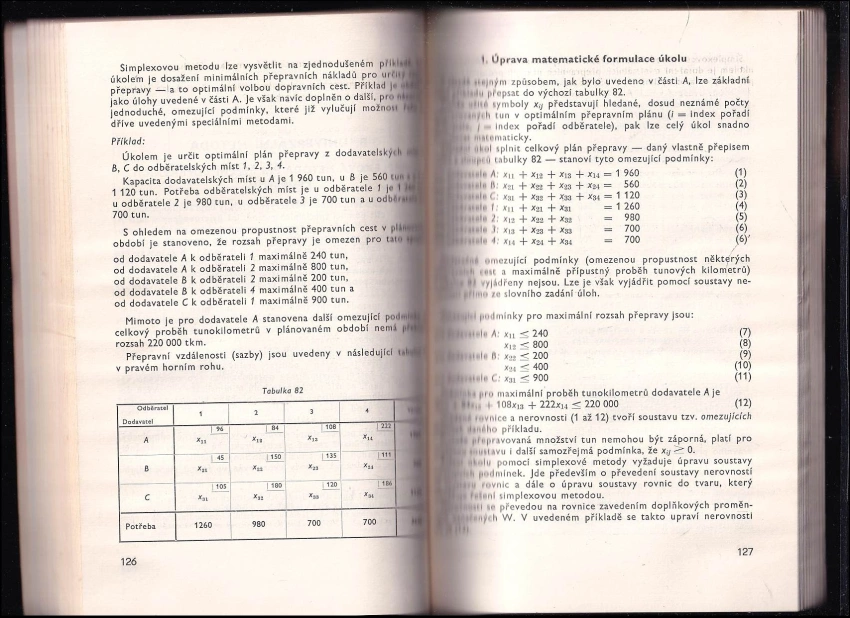 Simplexovou metodu lze vysvětlit na zjednodušeném
úkolem je dosažení minimálních přepravních nákladů pro
přepravy — a to optimální volbou dopravních cest. Příklad je
jako úlohy uvedené v části A. Je však navíc doplněn o další, pro
jednoduché, omezující podmínky, které již vylučují možnost
dříve uvedenými speciálními metodami.
Příklad:
Úkolem je určit optimální plán přepravy z dodavatelských
B, C do odběratelských míst 1, 2, 3, 4.
Kapacita dodavatelských míst u A je 1 960 tun, u B je 560 tun
1 120 tun. Potřeba odběratelských míst je u odběratele 1 je
u odběratele 2 je 980 tun, u odběratele 3 je 700 tun a u
700 tun.
S ohledem na omezenou propustnost přepravních cest v
období je stanoveno, že rozsah přepravy je omezen pro
od dodavatele A k odběrateli 1 maximálně 240 tun,
od dodavatele A k odběrateli 2 maximálně 800 tun,
od dodavatele B k odběrateli 2 maximálně 200 tun,
od dodavatele B k odběrateli 4 maximálně 400 tun a
od dodavatele C k odběrateli 1 maximálně 900 tun.
Mimoto je pro dodavatele A stanovena další omezující
celkový proběh tunokilometrů v plánovaném období nemá
rozsah 220 000 tkm.
Přepravní vzdálenosti (sazby) jsou uvedeny v následující
v pravém horním rohu.
Tabulka 82
Odběratel
Dodavatel 1 2 3 4
96 84 108 222
A x11 x12 x13 x14
45 150 135 111
B x21 x22 x23 x24
105 180 120 186
C x31 x32 x33 x34
Potřeba 1260 980 700 700
126
1. Úprava matematické formulace úkolu
stejným způsobem, jak bylo uvedeno v části A, lze základní
přepsat do výchozí tabulky 82.
symboly xij představují hledané, dosud neznámé počty
tun v optimálním přepravním plánu (i = index pořadí
j = index pořadí odběratele), pak lze celý úkol snadno
matematicky.
úkol splnit celkový plán přepravy — daný vlastně přepisem
tabulky 82 — stanoví tyto omezující podmínky:
A: x11 + x12 + x13 + x14 = 1 960 (1)
B: x21 + x22 + x23 + x24 = 560 (2)
C: x31 + x32 + x33 + x34 = 1 120 (3)
1: x11 + x21 + x31 = 1 260 (4)
2: x12 + x22 + x32 = 980 (5)
3: x13 + x23 + x33 = 700 (6)
4: x14 + x24 + x34 = 700 (6)'
omezující podmínky (omezenou propustnost některých
cest a maximálně přípustný proběh tunových kilometrů)
vyjádřeny nejsou. Lze je však vyjádřit pomocí soustavy ne-
přímo ze slovního zadání úloh.
podmínky pro maximální rozsah přepravy jsou:
A: x11 ≤ 240 (7)
x12 ≤ 800 (8)
B: x22 ≤ 200 (9)
x24 ≤ 400 (10)
C: x31 ≤ 900 (11)
pro maximální proběh tunokilometrů dodavatele A je
+ 108x13 + 222x14 ≤ 220 000 (12)
rovnice a nerovnosti (1 až 12) tvoří soustavu tzv. omezujících
daného příkladu.
přepravovaná množství tun nemohou být záporná, platí pro
soustavu i další samozřejmá podmínka, že xij ≥ 0.
pomocí simplexové metody vyžaduje úpravu soustavy
podmínek. Jde především o převedení soustavy nerovností
rovnic a dále o úpravu soustavy rovnic do tvaru, který
řešení simplexovou metodou.
se převedou na rovnice zavedením doplňkových proměn-
W. V uvedeném příkladě se takto upraví nerovnosti
127